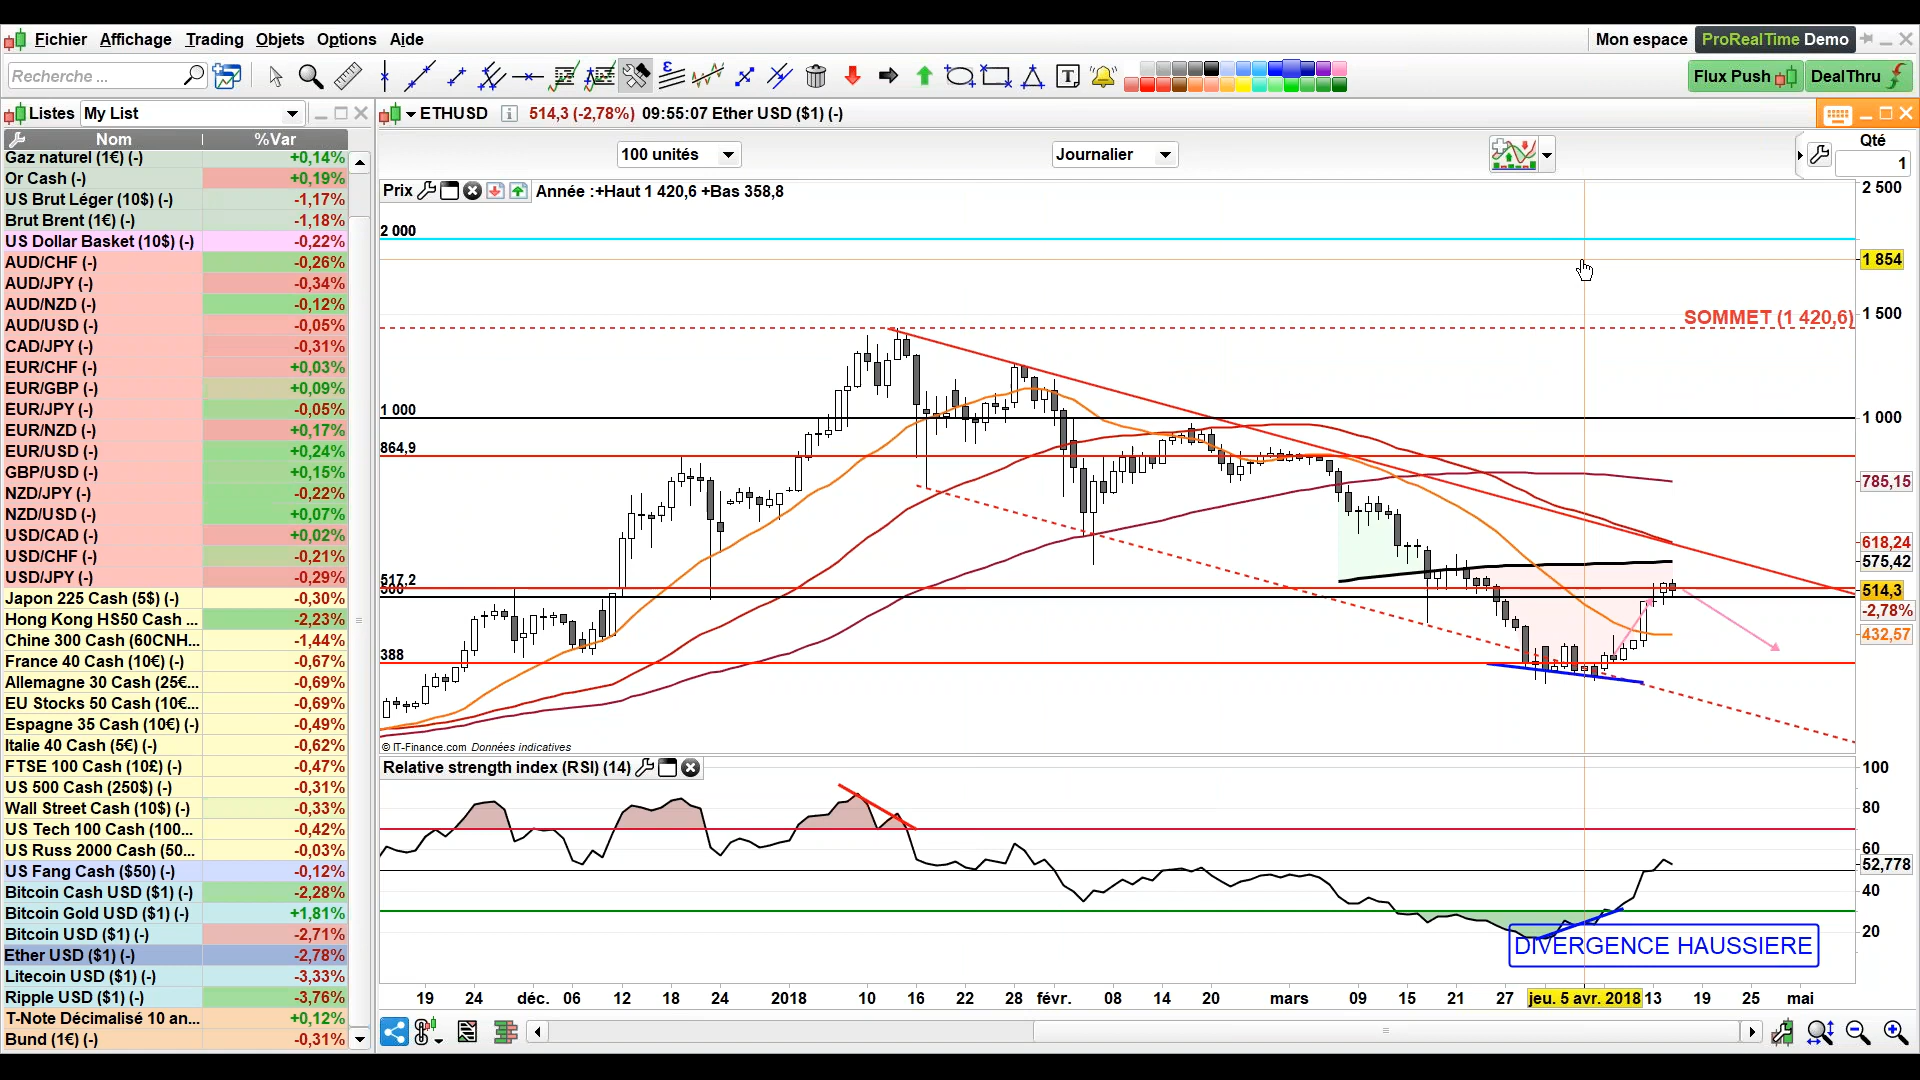 Fichier Affichage Trading Objets Options Aide
Mon espace ProRealTime Demo
Recherche ...
Flux Push DealThru
Listes My List
ETHUSD 514,3 (-2,78%) 09:55:07 Ether USD ($1) (-)
Nom %Var
Gaz naturel (1€) (-) +0,14%
Or Cash (-) +0,19%
US Brut Léger (10$) (-) -1,17%
Brut Brent (1€) (-) -1,18%
US Dollar Basket (10$) (-) -0,22%
AUD/CHF (-) -0,26%
AUD/JPY (-) -0,34%
AUD/NZD (-) -0,12%
AUD/USD (-) -0,05%
CAD/JPY (-) -0,31%
EUR/CHF (-) +0,03%
EUR/GBP (-) +0,09%
EUR/JPY (-) -0,05%
EUR/NZD (-) +0,17%
EUR/USD (-) +0,24%
GBP/USD (-) +0,15%
NZD/JPY (-) -0,22%
NZD/USD (-) +0,07%
USD/CAD (-) +0,02%
USD/CHF (-) -0,21%
USD/JPY (-) -0,29%
Japon 225 Cash (5$) (-) -0,30%
Hong Kong HS50 Cash ... -2,23%
Chine 300 Cash (60CNH... -1,44%
France 40 Cash (10€) (-) -0,67%
Allemagne 30 Cash (25€... -0,69%
EU Stocks 50 Cash (10€... -0,69%
Espagne 35 Cash (10€) (-) -0,49%
Italie 40 Cash (5€) (-) -0,62%
FTSE 100 Cash (10£) (-) -0,47%
US 500 Cash (250$) (-) -0,31%
Wall Street Cash (10$) (-) -0,33%
US Tech 100 Cash (100... -0,42%
US Russ 2000 Cash (50... -0,03%
US Fang Cash ($50) (-) -0,12%
Bitcoin Cash USD ($1) (-) -2,28%
Bitcoin Gold USD ($1) (-) +1,81%
Bitcoin USD ($1) (-) -2,71%
Ether USD ($1) (-) -2,78%
Litecoin USD ($1) (-) -3,33%
Ripple USD ($1) (-) -3,76%
T-Note Décimalisé 10 an... +0,12%
Bund (1€) (-) -0,31%
100 unités
Journalier
Qté
1
Prix Année :+Haut 1 420,6 +Bas 358,8
2 500
2 000
1 854
SOMMET (1 420,6)
1 500
1 000
1 000
864,9
785,15
618,24
575,42
517,2
514,3
-2,78%
432,57
388
© IT-Finance.com Données indicatives
Relative strength index (RSI) (14)
100
80
60
52,778
40
20
DIVERGENCE HAUSSIERE
19 24 déc. 06 12 18 24 2018 10 16 22 28 févr. 08 14 20 mars 09 15 21 27 jeu. 5 avr. 2018 13 19 25 mai